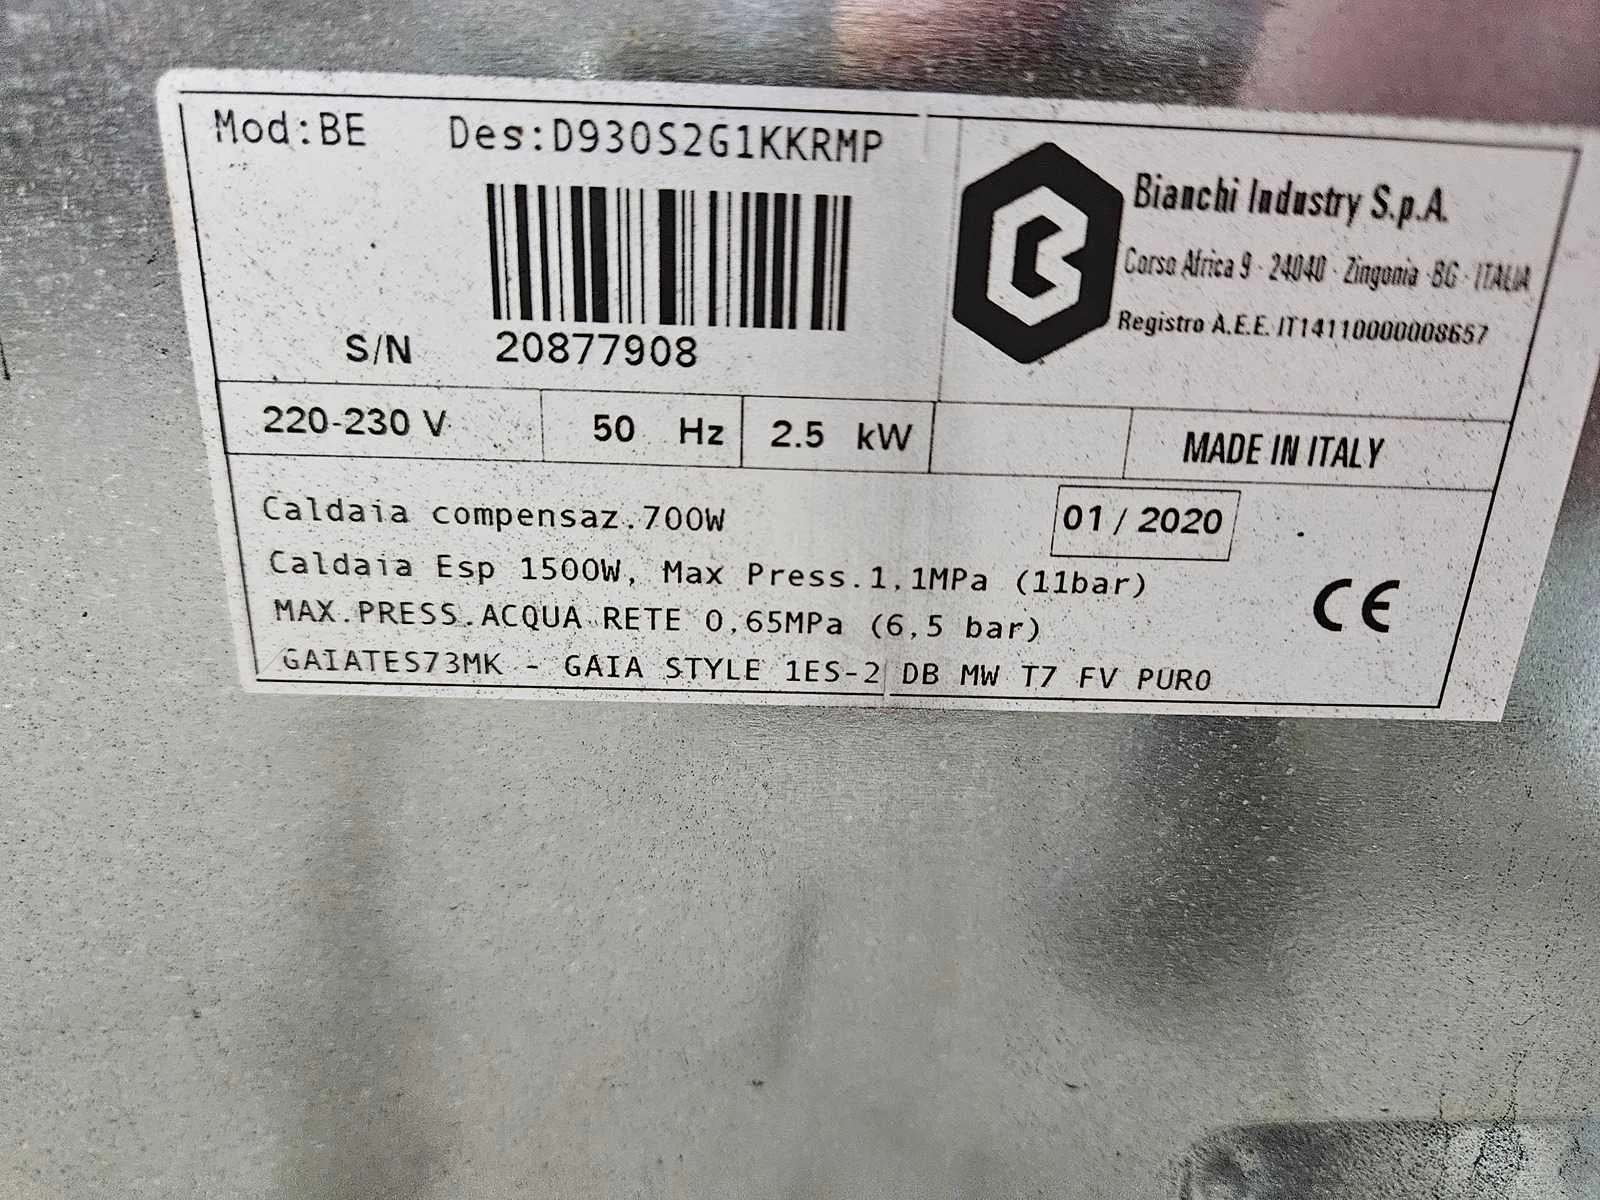 Mod:BE Des:D930S2G1KKRMP
S/N 20877908
Bianchi Industry S.p.A.
Corso Africa 9 - 24040 - Zingonia - BG - ITALIA
Registro A.E.E. IT14110000008657
220-230 V 50 Hz 2.5 kW MADE IN ITALY
Caldaia compensaz.700W
01 / 2020
Caldaia Esp 1500W, Max Press.1,1MPa (11bar)
MAX.PRESS.ACQUA RETE 0,65MPa (6,5 bar)
CE
GAIATES73MK - GAIA STYLE 1ES-2 DB MW T7 FV PURO